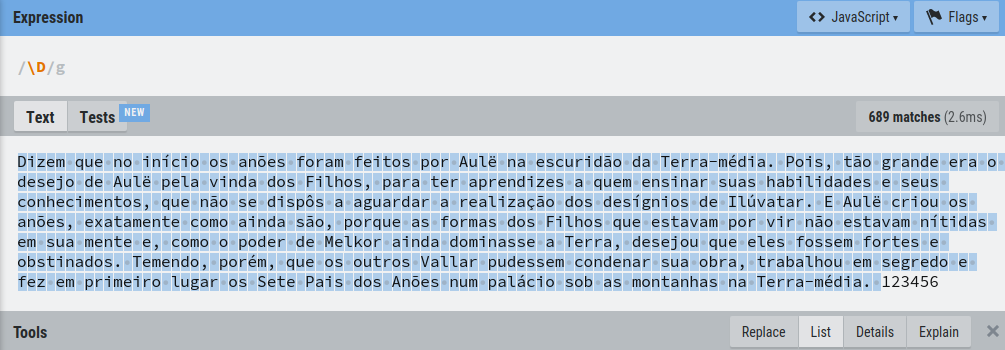 Expression
JavaScript
Flags
/\D/g
Text
Tests
NEW
689 matches (2.6ms)
Dizem que no início os anões foram feitos por Aulë na escuridão da Terra-média. Pois, tão grande era o
desejo de Aulë pela vinda dos Filhos, para ter aprendizes a quem ensinar suas habilidades e seus
conhecimentos, que não se dispôs a aguardar a realização dos desígnios de Ilúvatar. E Aulë criou os
anões, exatamente como ainda são, porque as formas dos Filhos que estavam por vir não estavam nítidas
em sua mente e, como o poder de Melkor ainda dominasse a Terra, desejou que eles fossem fortes e
obstinados. Temendo, porém, que os outros Vallar pudessem condenar sua obra, trabalhou em segredo e
fez em primeiro lugar os Sete Pais dos Anões num palácio sob as montanhas na Terra-média. 123456
Tools
Replace
List
Details
Explain